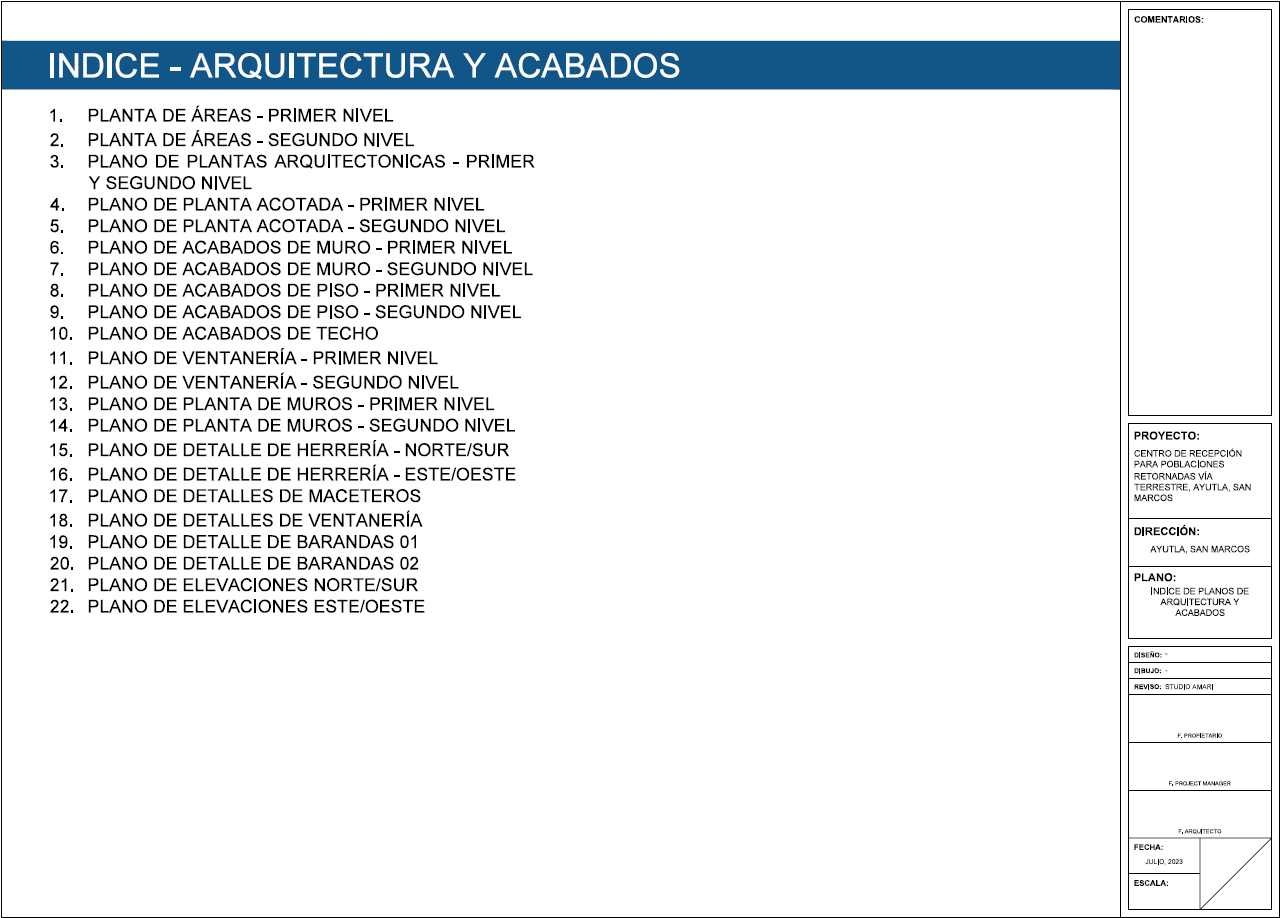 INDICE - ARQUITECTURA Y ACABADOS
1. PLANTA DE ÁREAS - PRIMER NIVEL
2. PLANTA DE ÁREAS - SEGUNDO NIVEL
3. PLANO DE PLANTAS ARQUITECTONICAS - PRIMER
Y SEGUNDO NIVEL
4. PLANO DE PLANTA ACOTADA - PRIMER NIVEL
5. PLANO DE PLANTA ACOTADA - SEGUNDO NIVEL
6. PLANO DE ACABADOS DE MURO - PRIMER NIVEL
7. PLANO DE ACABADOS DE MURO - SEGUNDO NIVEL
8. PLANO DE ACABADOS DE PISO - PRIMER NIVEL
9. PLANO DE ACABADOS DE PISO - SEGUNDO NIVEL
10. PLANO DE ACABADOS DE TECHO
11. PLANO DE VENTANERÍA - PRIMER NIVEL
12. PLANO DE VENTANERÍA - SEGUNDO NIVEL
13. PLANO DE PLANTA DE MUROS - PRIMER NIVEL
14. PLANO DE PLANTA DE MUROS - SEGUNDO NIVEL
15. PLANO DE DETALLE DE HERRERÍA - NORTE/SUR
16. PLANO DE DETALLE DE HERRERÍA - ESTE/OESTE
17. PLANO DE DETALLES DE MACETEROS
18. PLANO DE DETALLES DE VENTANERÍA
19. PLANO DE DETALLE DE BARANDAS 01
20. PLANO DE DETALLE DE BARANDAS 02
21. PLANO DE ELEVACIONES NORTE/SUR
22. PLANO DE ELEVACIONES ESTE/OESTE
COMENTARIOS:
PROYECTO:
CENTRO DE RECEPCIÓN
PARA POBLACIONES
RETORNADAS VÍA
TERRESTRE, AYUTLA, SAN
MARCOS
DIRECCIÓN:
AYUTLA, SAN MARCOS
PLANO:
INDICE DE PLANOS DE
ARQUITECTURA Y
ACABADOS
DISEÑO: -
DIBUJO: -
REVISO: STUDIO AMARI
F. PROPIETARIO
F. PROJECT MANAGER
F. ARQUITECTO
FECHA:
JULIO, 2023
ESCALA: